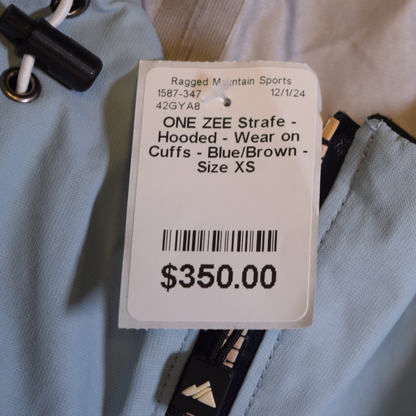 Ragged Mountain Sports
1587-347 12/1/24
42GYA8
ONE ZEE Strafe -
Hooded - Wear on
Cuffs - Blue/Brown -
Size XS
$350.00